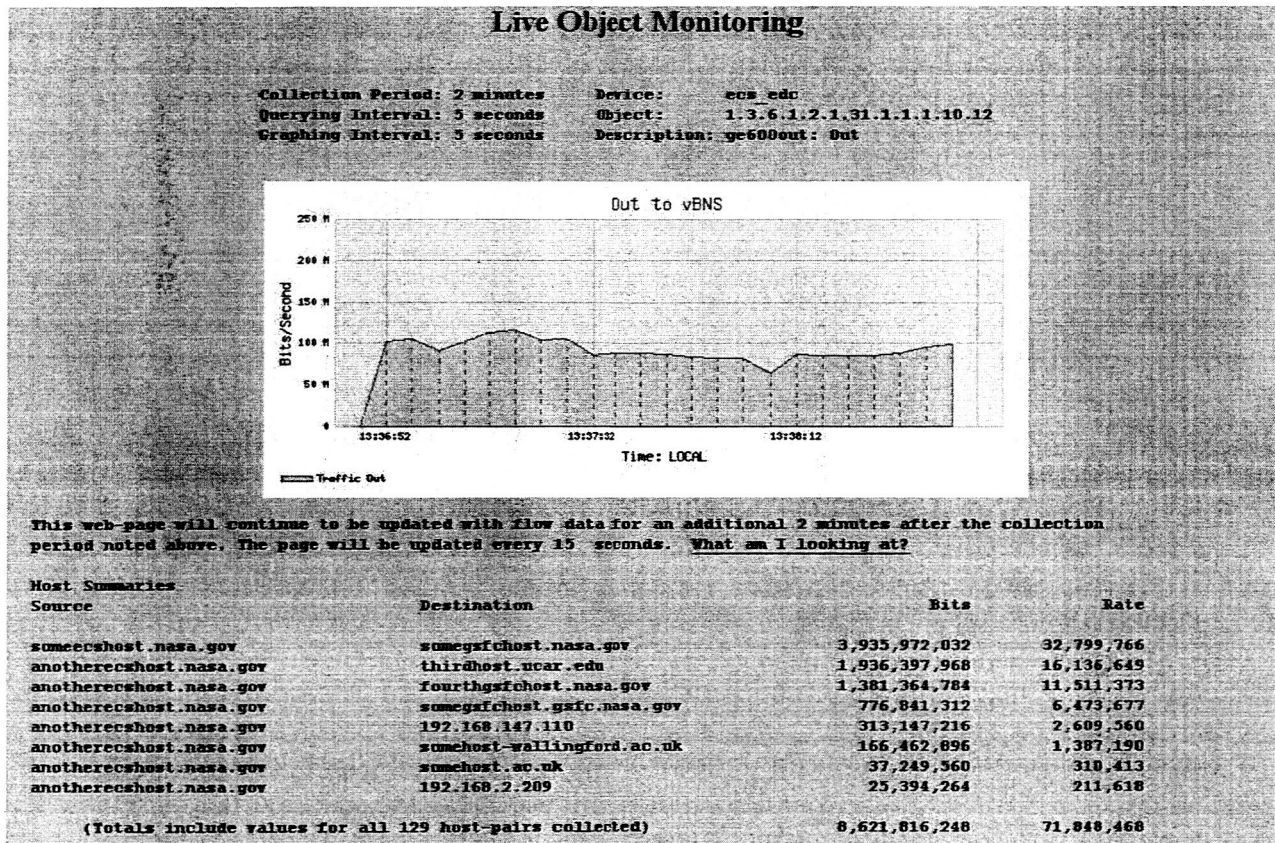 Live Object Monitoring
Collection Period: 2 minutes Device: ecs_edc
Querying Interval: 5 seconds Object: 1.3.6.1.2.1.31.1.1.1.10.12
Graphing Interval: 5 seconds Description: ge600out: Out
Out to vBNS
250 M
200 M
150 M
100 M
50 M
0
Bits/Second
13:36:52 13:37:32 13:38:12
Time: LOCAL
Traffic Out
This web-page will continue to be updated with flow data for an additional 2 minutes after the collection
period noted above. The page will be updated every 15 seconds. What am I looking at?
Host Summaries
Source Destination Bits Rate
someecshost.nasa.gov somegsfchost.nasa.gov 3,935,972,032 32,799,766
anotherecshost.nasa.gov thirdhost.ucar.edu 1,936,397,968 16,136,649
anotherecshost.nasa.gov fourthgsfchost.nasa.gov 1,381,364,784 11,511,373
anotherecshost.nasa.gov somegsfchost.gsfc.nasa.gov 776,841,312 6,473,677
anotherecshost.nasa.gov 192.168.147.110 313,147,216 2,609,560
anotherecshost.nasa.gov somehost-wallingford.ac.uk 166,462,896 1,387,190
anotherecshost.nasa.gov somehost.ac.uk 37,249,560 310,413
anotherecshost.nasa.gov 192.168.2.209 25,394,264 211,618
(Totals include values for all 129 host-pairs collected) 8,621,816,248 71,848,468